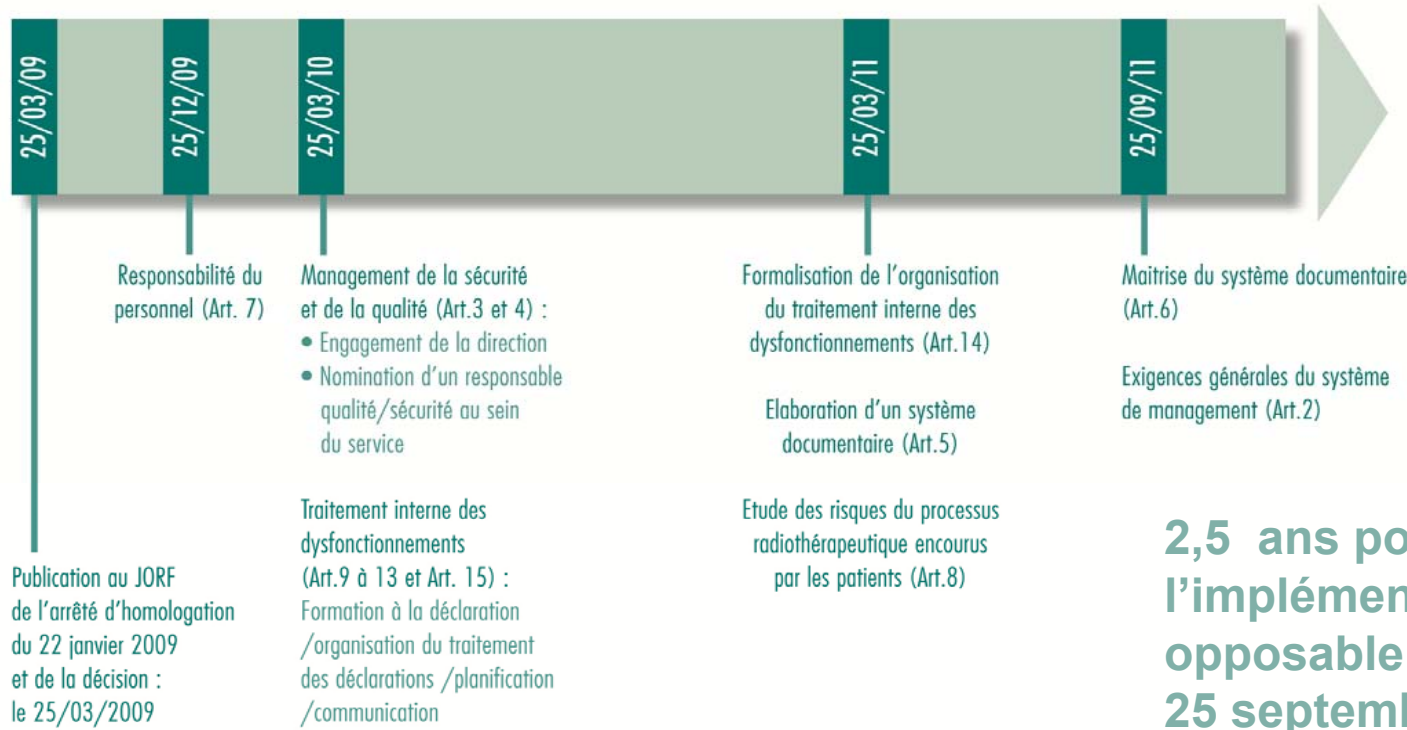 25/03/09
25/12/09
25/03/10
25/03/11
25/09/11
Publication au JORF
de l'arrêté d'homologation
du 22 janvier 2009
et de la décision :
le 25/03/2009
Responsabilité du
personnel (Art. 7)
Management de la sécurité
et de la qualité (Art.3 et 4) :
• Engagement de la direction
• Nomination d'un responsable
qualité/sécurité au sein
du service
Traitement interne des
dysfonctionnements
(Art.9 à 13 et Art. 15) :
Formation à la déclaration
/organisation du traitement
des déclarations /planification
/communication
Formalisation de l'organisation
du traitement interne des
dysfonctionnements (Art.14)
Elaboration d'un système
documentaire (Art.5)
Etude des risques du processus
radiothérapeutique encourus
par les patients (Art.8)
Maitrise du système documentaire
(Art.6)
Exigences générales du système
de management (Art.2)
2,5 ans po
l'implémen
opposable
25 septem